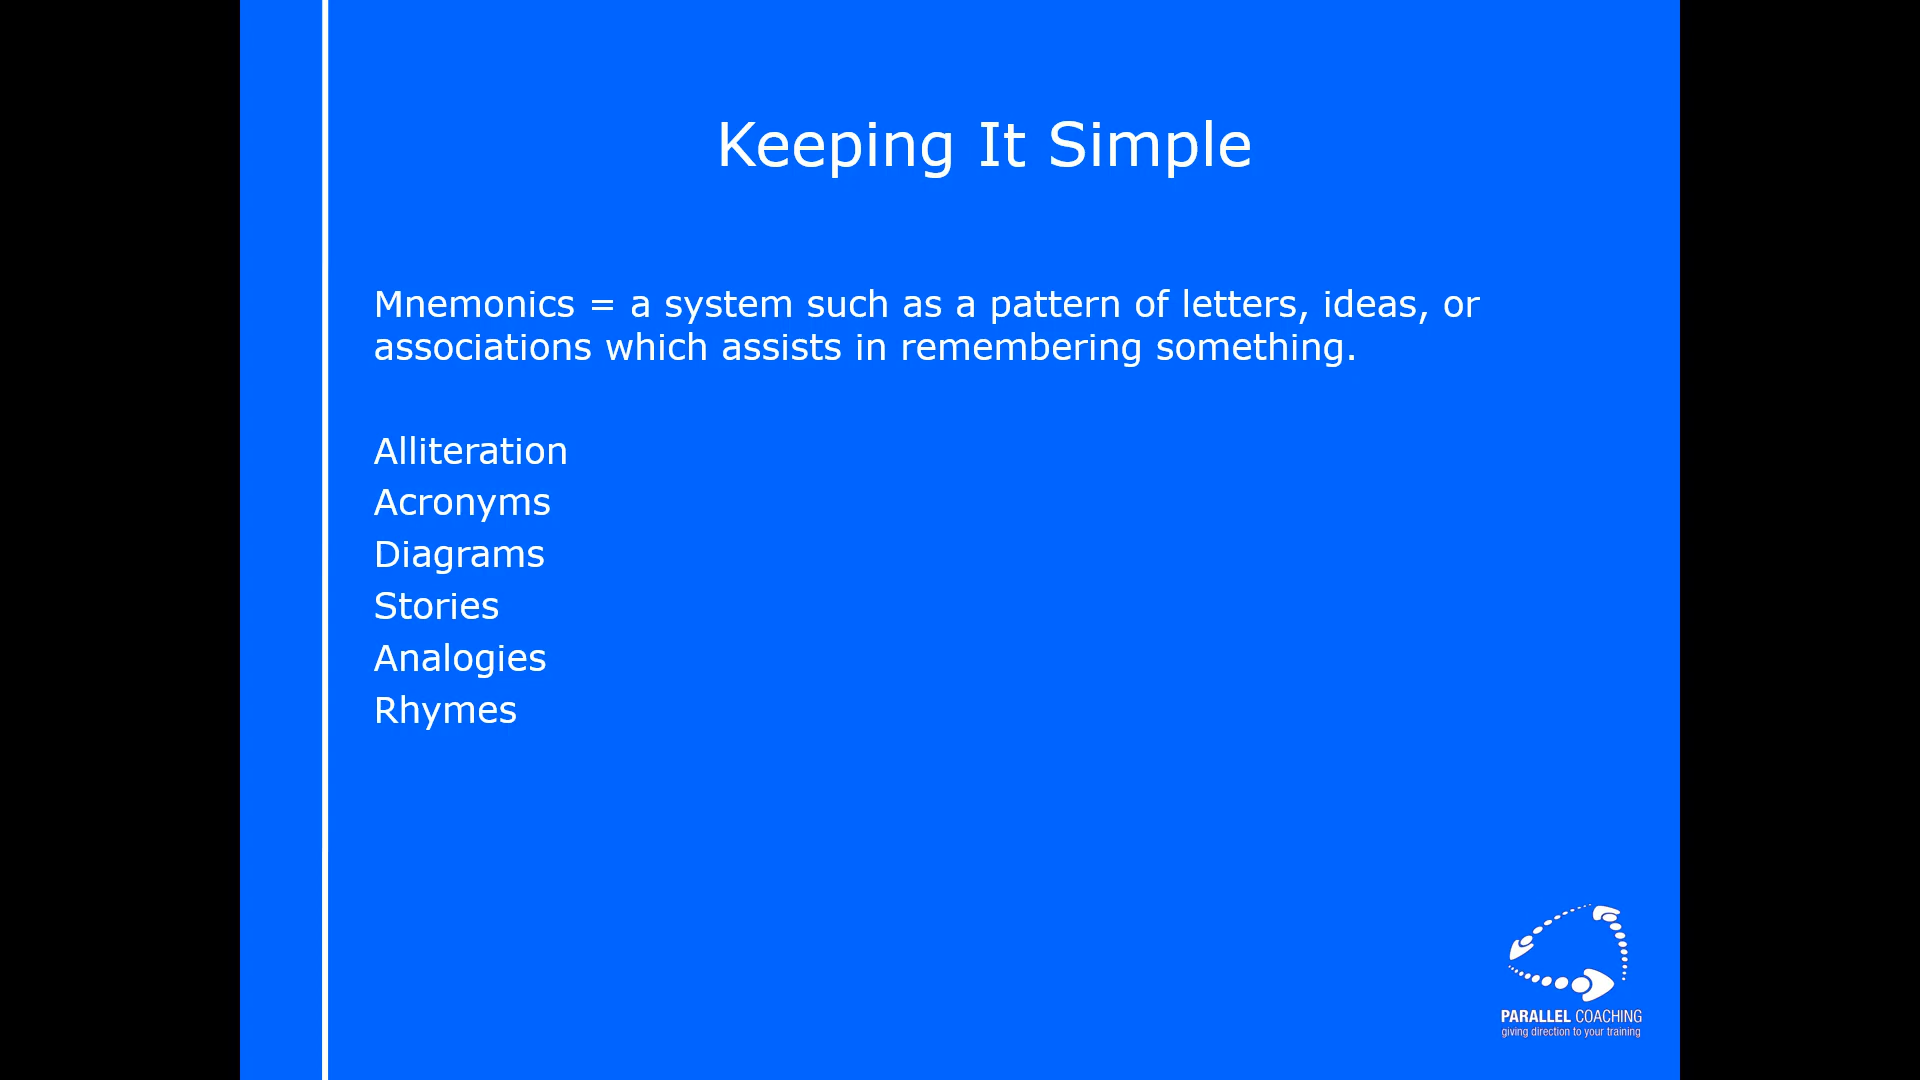 Keeping It Simple
Mnemonics = a system such as a pattern of letters, ideas, or
associations which assists in remembering something.
Alliteration
Acronyms
Diagrams
Stories
Analogies
Rhymes
PARALLEL COACHING
giving direction to your training